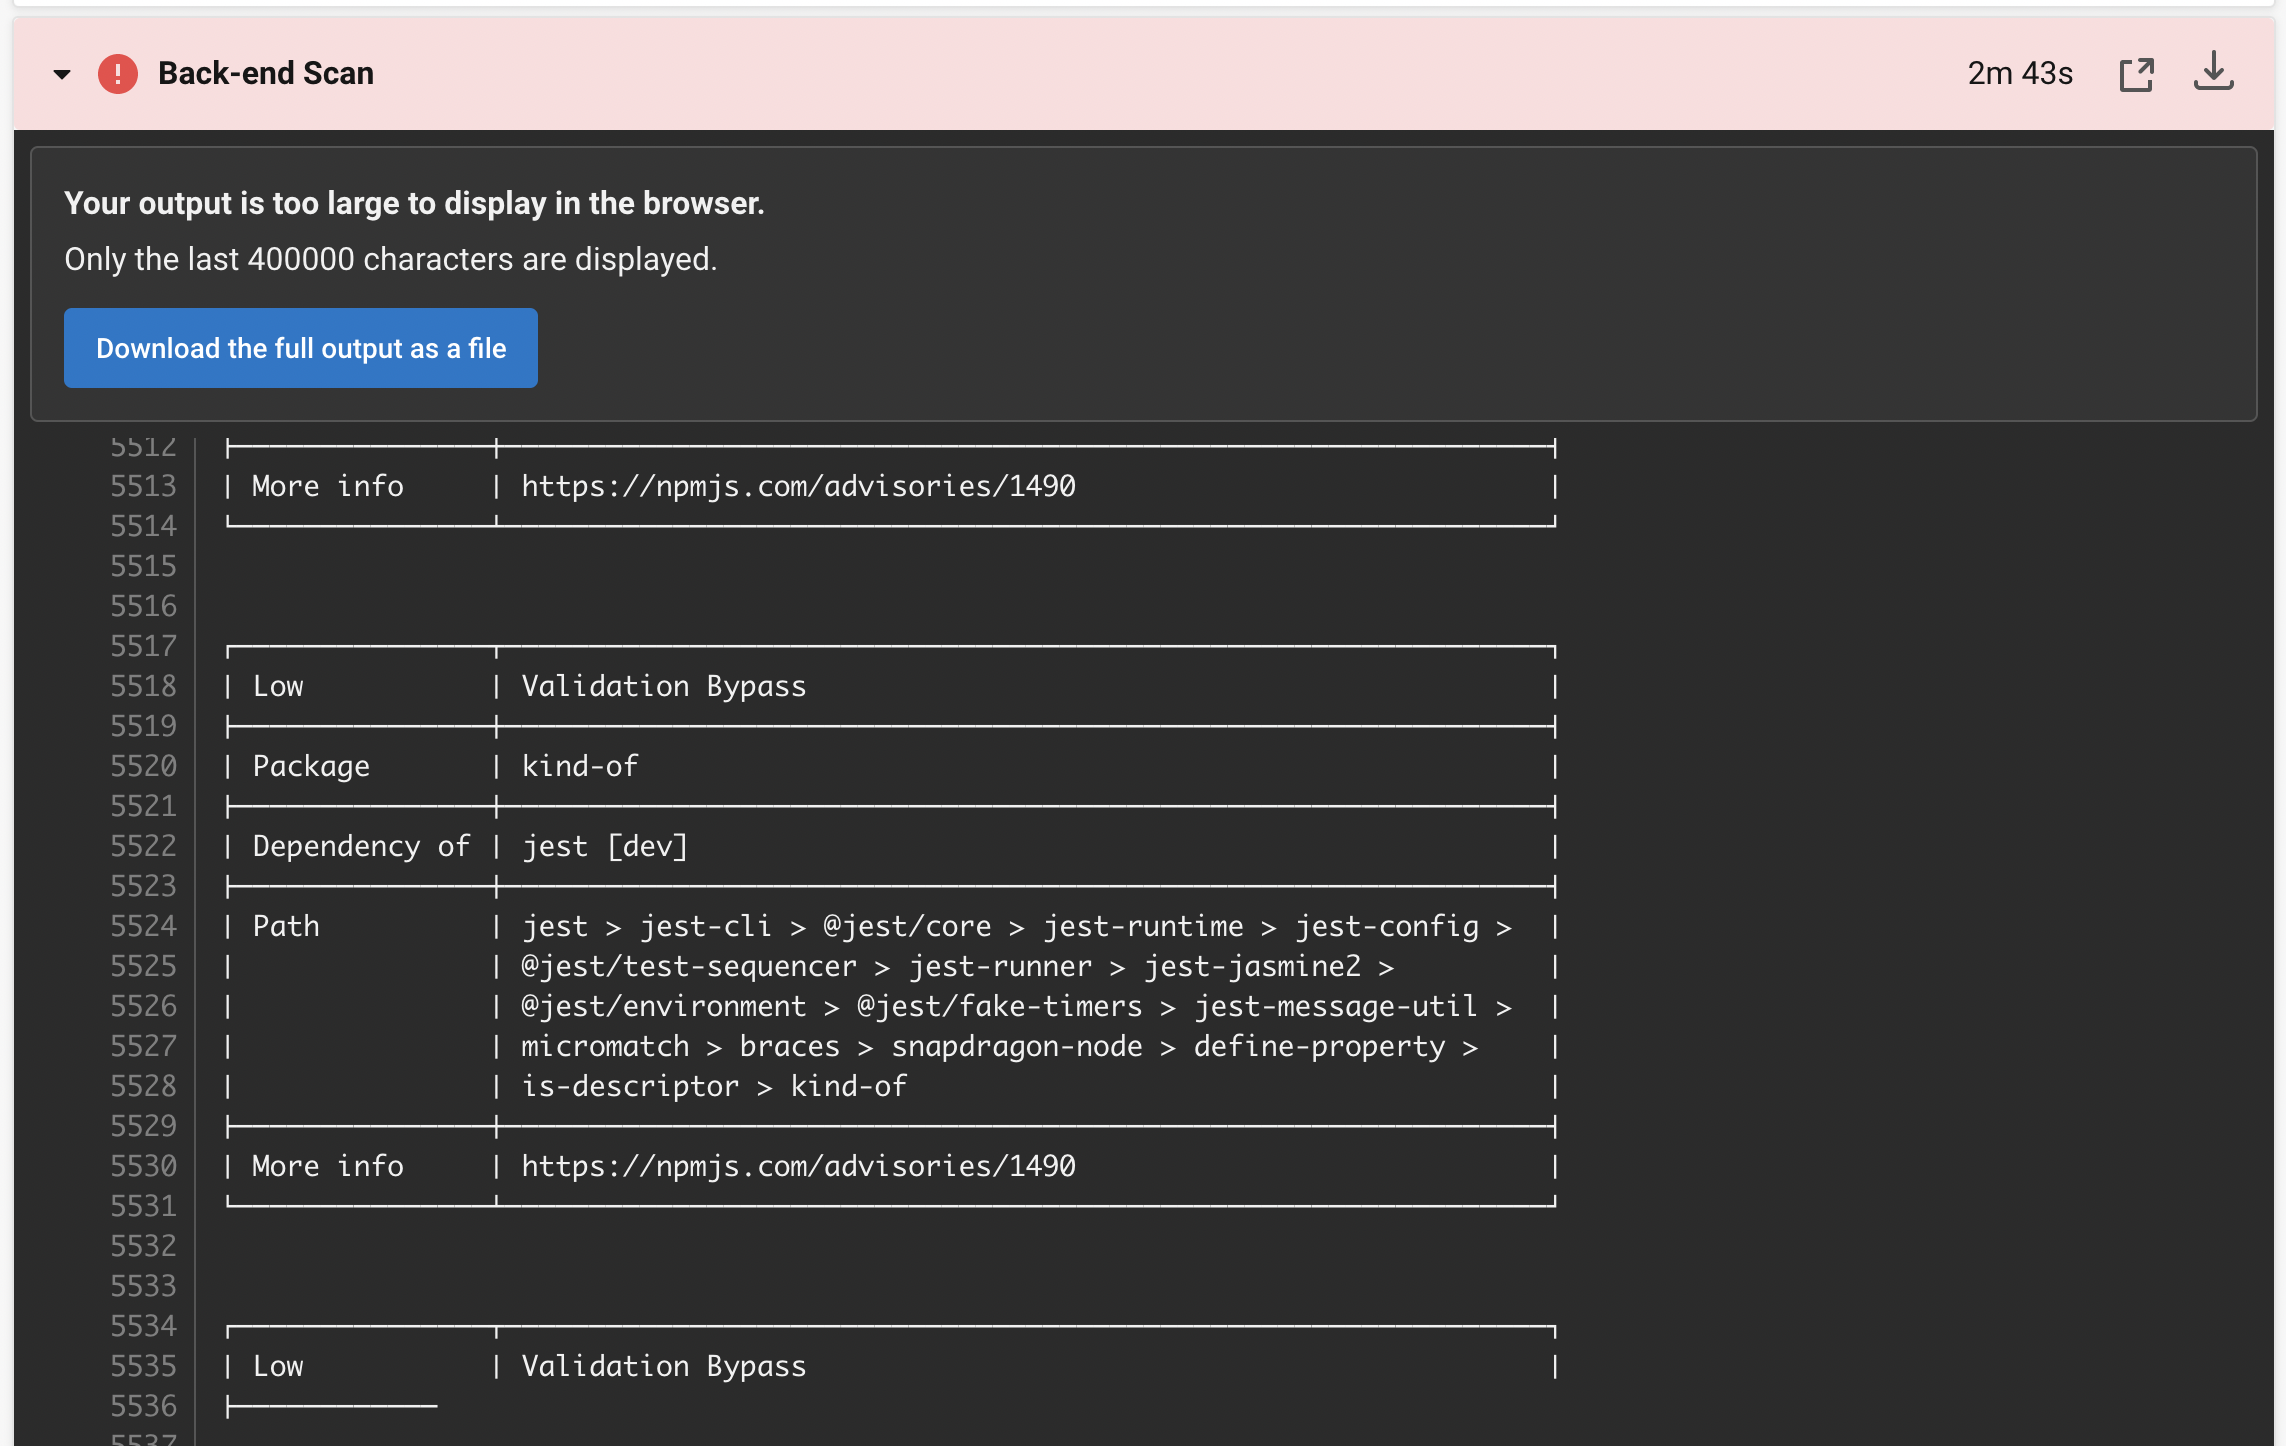 Back-end Scan 2m 43s
Your output is too large to display in the browser.
Only the last 400000 characters are displayed.
Download the full output as a file
5512
5513 | More info | https://npmjs.com/advisories/1490 |
5514
5515
5516
5517
5518 | Low | Validation Bypass |
5519
5520 | Package | kind-of |
5521
5522 | Dependency of | jest [dev] |
5523
5524 | Path | jest > jest-cli > @jest/core > jest-runtime > jest-config > |
5525 | | @jest/test-sequencer > jest-runner > jest-jasmine2 > |
5526 | | @jest/environment > @jest/fake-timers > jest-message-util > |
5527 | | micromatch > braces > snapdragon-node > define-property > |
5528 | | is-descriptor > kind-of |
5529
5530 | More info | https://npmjs.com/advisories/1490 |
5531
5532
5533
5534
5535 | Low | Validation Bypass |
5536
5537